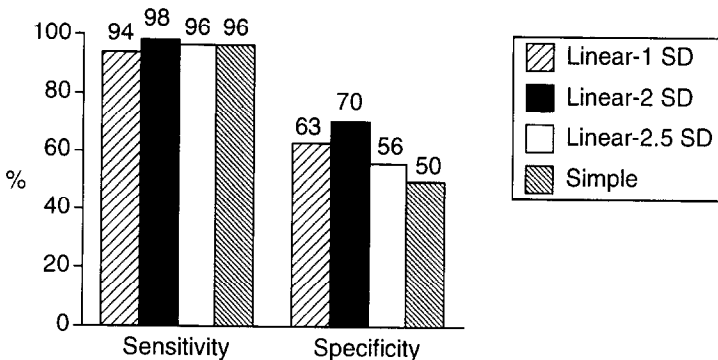 100
80
60
40
20
0
%
94 98 96 96
63 70 56 50
Sensitivity Specificity
Linear-1 SD
Linear-2 SD
Linear-2.5 SD
Simple